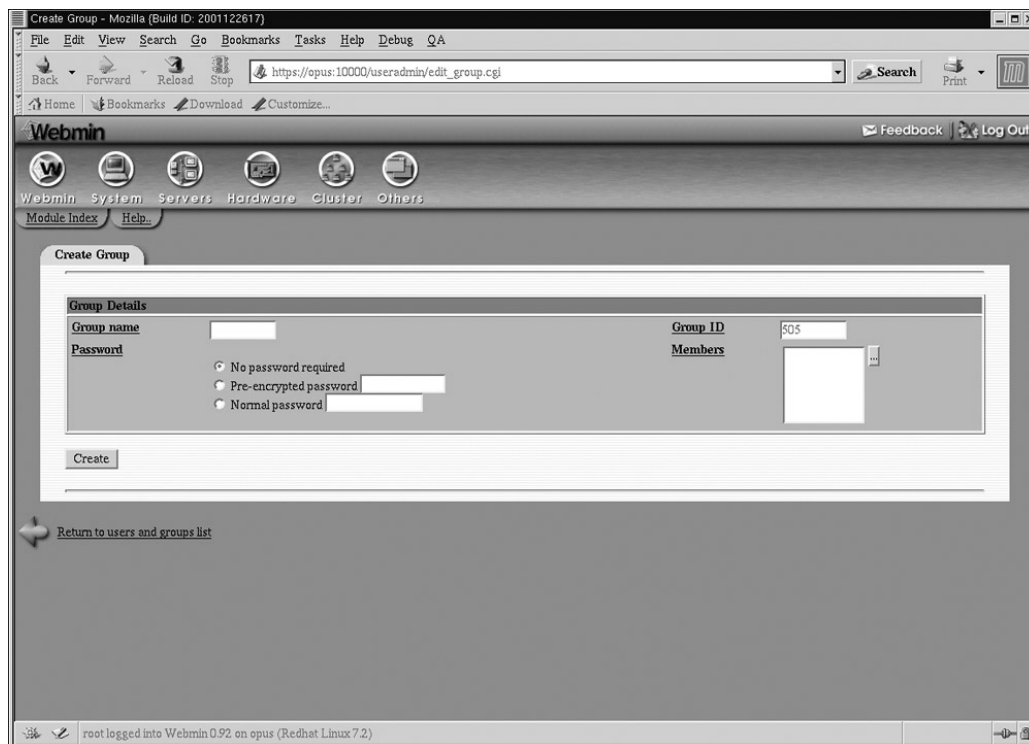 Create Group - Mozilla {Build ID: 2001122617}
File Edit View Search Go Bookmarks Tasks Help Debug QA
Back Forward Reload Stop https://opus:10000/useradmin/edit_group.cgi Search Print
Home Bookmarks Download Customize...
Webmin Feedback Log Out
Webmin System Servers Hardware Cluster Others
Module Index Help..
Create Group
Group Details
Group name Group ID 505
Password Members
No password required ...
Pre-encrypted password
Normal password
Create
Return to users and groups list
root logged into Webmin 0.92 on opus (Redhat Linux 7.2)